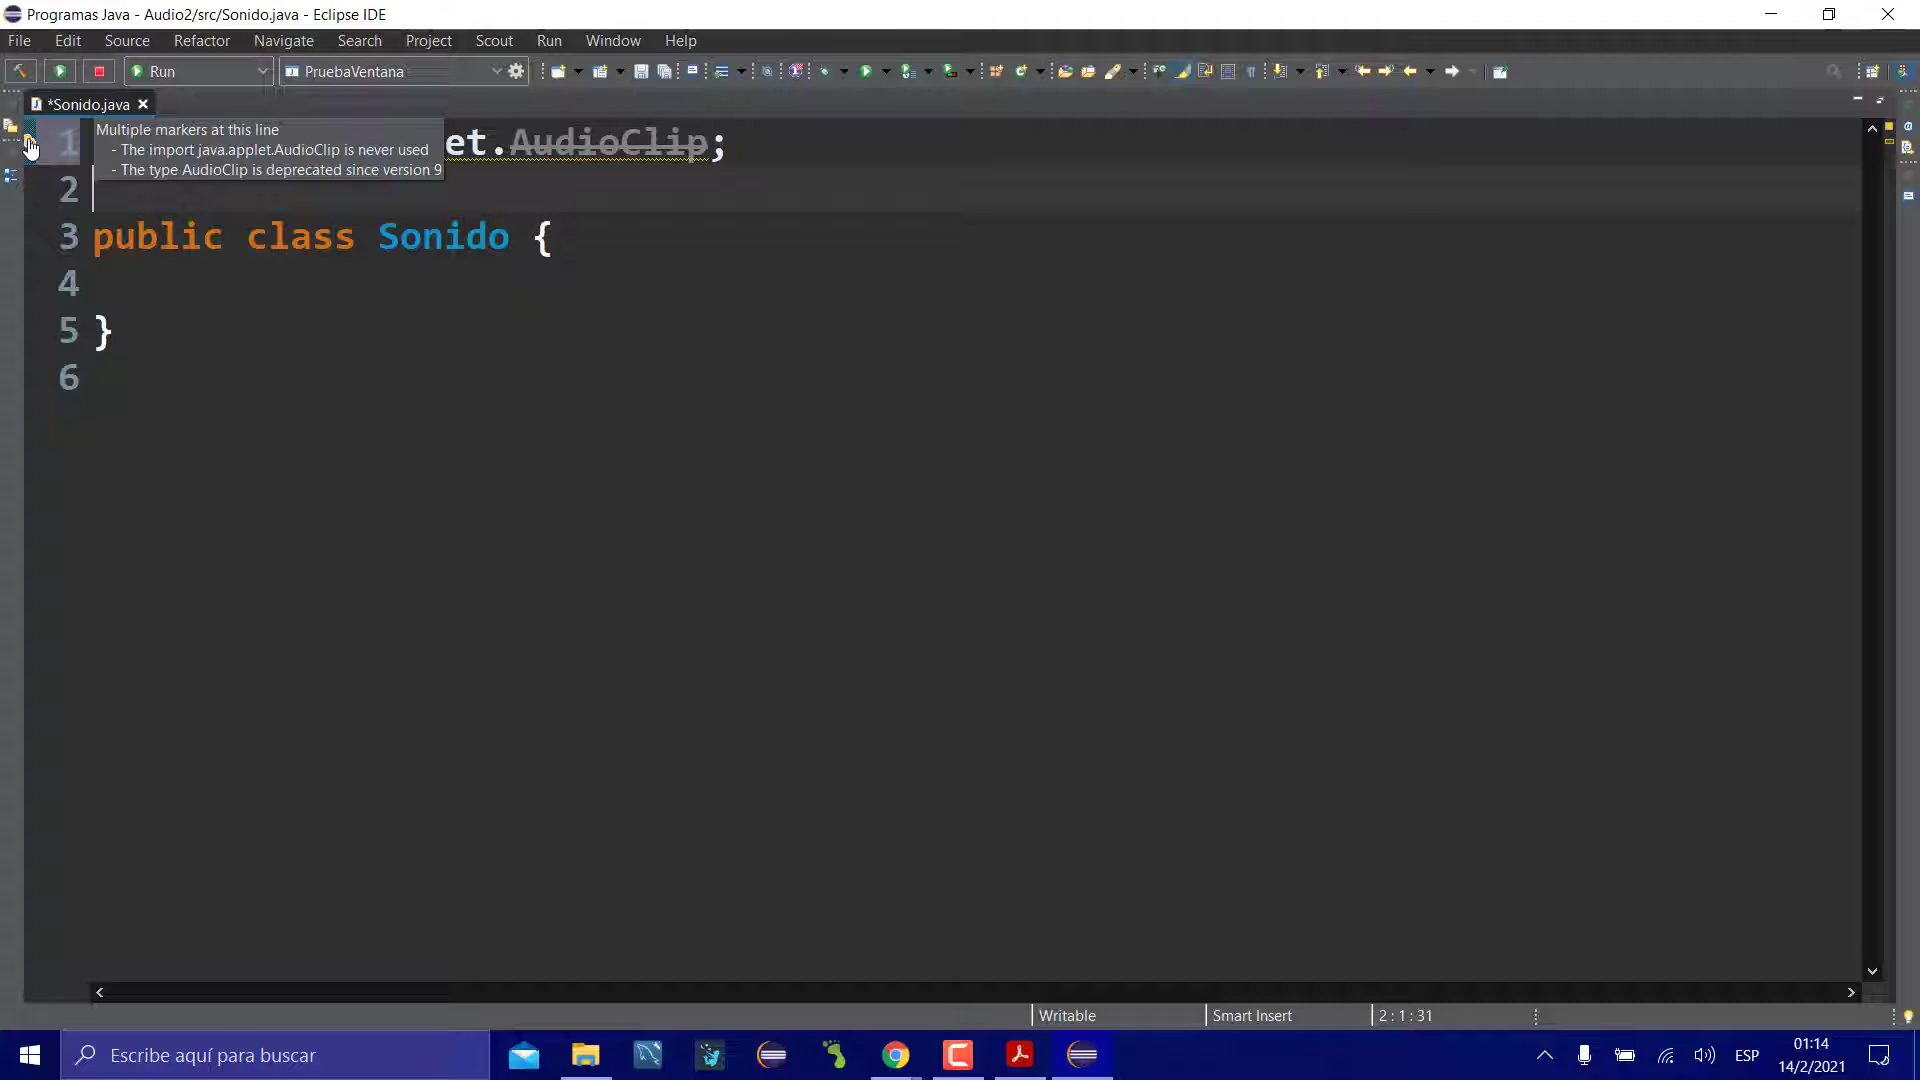 Programas Java - Audio2/src/Sonido.java - Eclipse IDE
File Edit Source Refactor Navigate Search Project Scout Run Window Help
Run PruebaVentana
*Sonido.java
Multiple markers at this line
- The import java.applet.AudioClip is never used
- The type AudioClip is deprecated since version 9
1 et.AudioClip;
2
3 public class Sonido {
4
5 }
6
Writable Smart Insert 2 : 1 : 31
Escribe aquí para buscar
ESP
01:14
14/2/2021